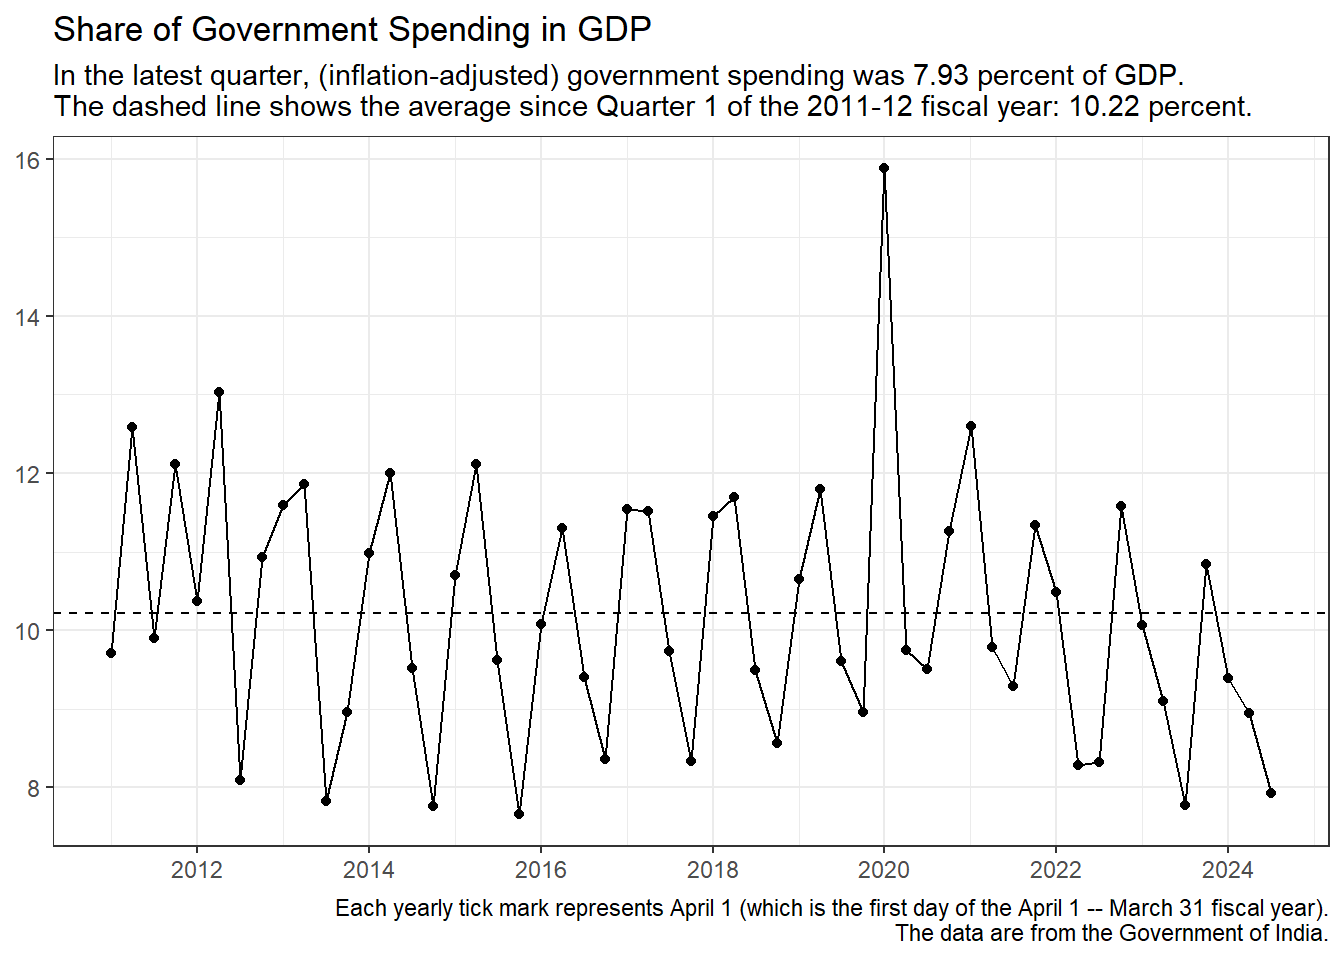 Share of Government Spending in GDP
In the latest quarter, (inflation-adjusted) government spending was 7.93 percent of GDP.
The dashed line shows the average since Quarter 1 of the 2011-12 fiscal year: 10.22 percent.
16
14
12
10
8
2012 2014 2016 2018 2020 2022 2024
Each yearly tick mark represents April 1 (which is the first day of the April 1 -- March 31 fiscal year).
The data are from the Government of India.